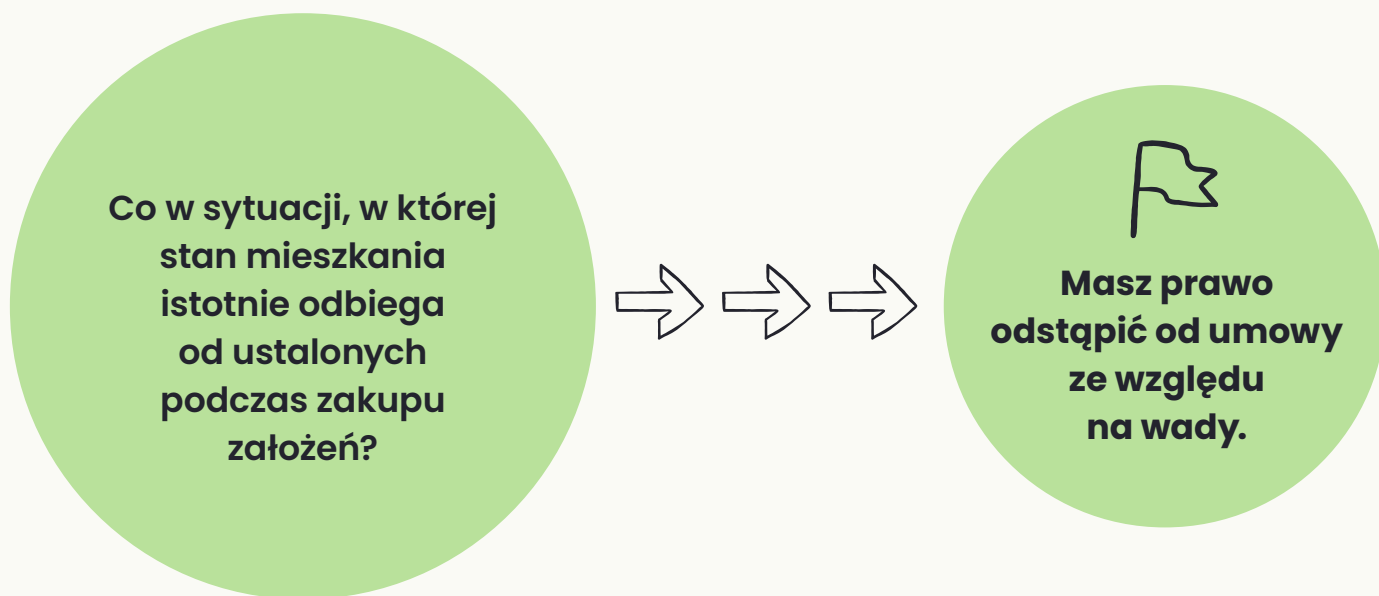 Co w sytuacji, w której
stan mieszkania
istotnie odbiega
od ustalonych
podczas zakupu
założeń?
Masz prawo
odstąpić od umowy
ze względu
na wady.